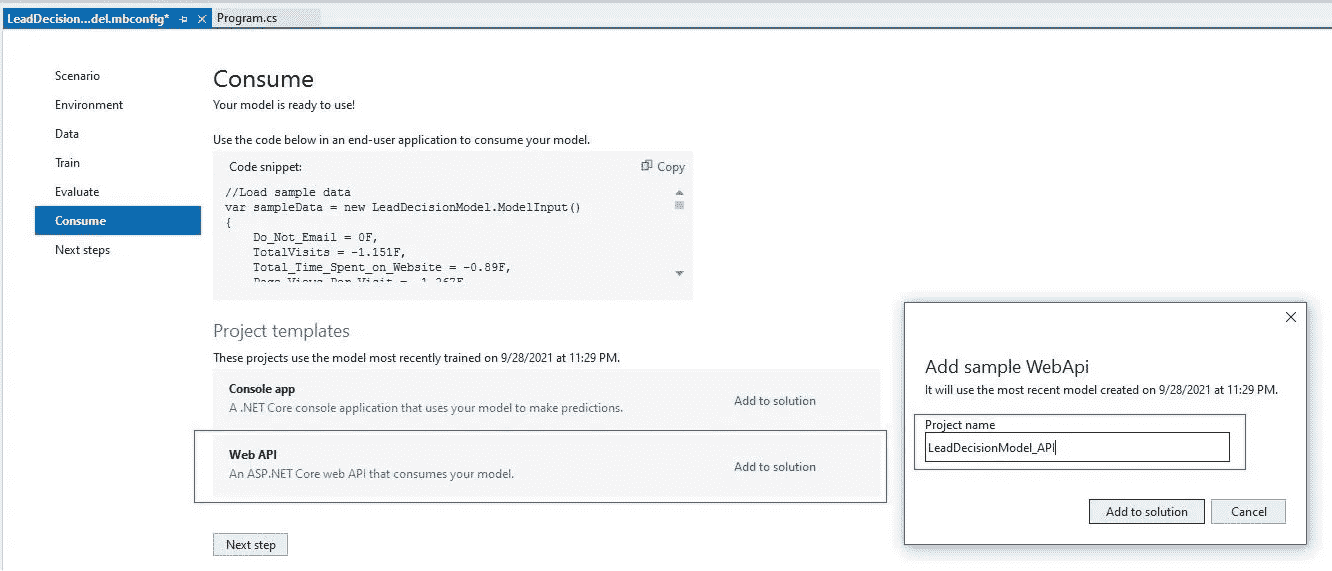 LeadDecision...del.mbconfig*
Program.cs
Scenario
Environment
Data
Train
Evaluate
Consume
Next steps
Consume
Your model is ready to use!
Use the code below in an end-user application to consume your model.
Code snippet:
Copy
//Load sample data
var sampleData = new LeadDecisionModel.ModelInput()
{
Do_Not_Email = 0F,
TotalVisits = -1.151F,
Total_Time_Spent_on_Website = -0.89F,
Project templates
These projects use the model most recently trained on 9/28/2021 at 11:29 PM.
Console app
A .NET Core console application that uses your model to make predictions.
Add to solution
Web API
An ASP.NET Core web API that consumes your model.
Add to solution
Next step
Add sample WebApi
It will use the most recent model created on 9/28/2021 at 11:29 PM.
Project name
LeadDecisionModel_API
Add to solution
Cancel